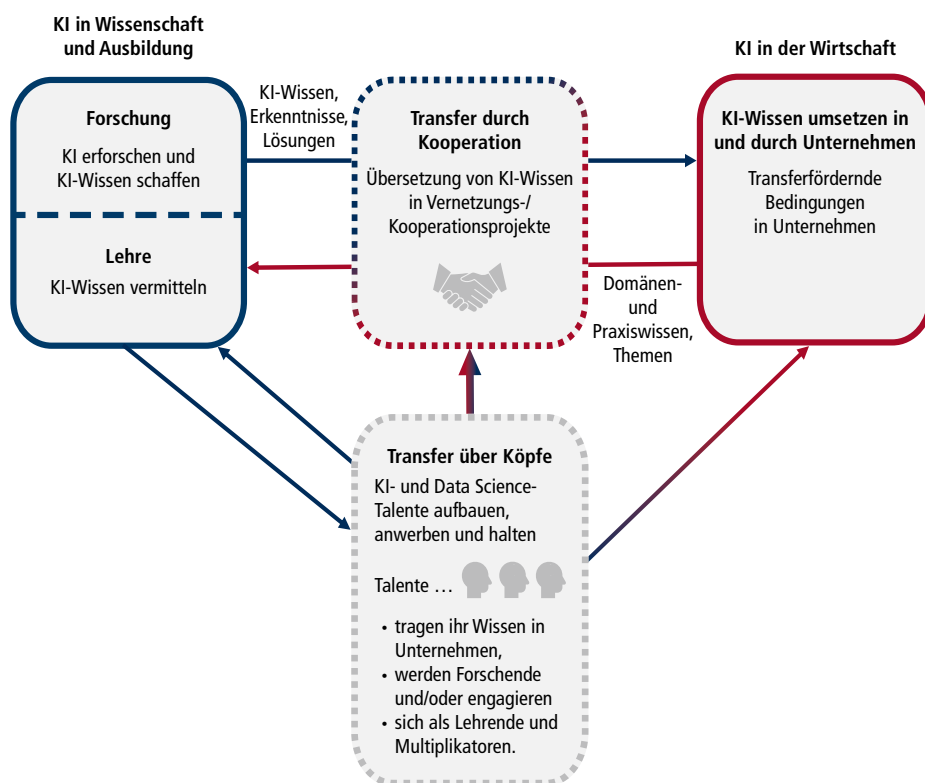 KI in Wissenschaft
und Ausbildung
Forschung
KI erforschen und
KI-Wissen schaffen
Lehre
KI-Wissen vermitteln
KI-Wissen,
Erkenntnisse,
Lösungen
Transfer durch
Kooperation
Übersetzung von KI-Wissen
in Vernetzungs-/
Kooperationsprojekte
KI in der Wirtschaft
KI-Wissen umsetzen in
und durch Unternehmen
Transferfördernde
Bedingungen
in Unternehmen
Domänen-
und
Praxiswissen,
Themen
Transfer über Köpfe
KI- und Data Science-
Talente aufbauen,
anwerben und halten
Talente …
• tragen ihr Wissen in
Unternehmen,
• werden Forschende
und/oder engagieren
• sich als Lehrende und
Multiplikatoren.